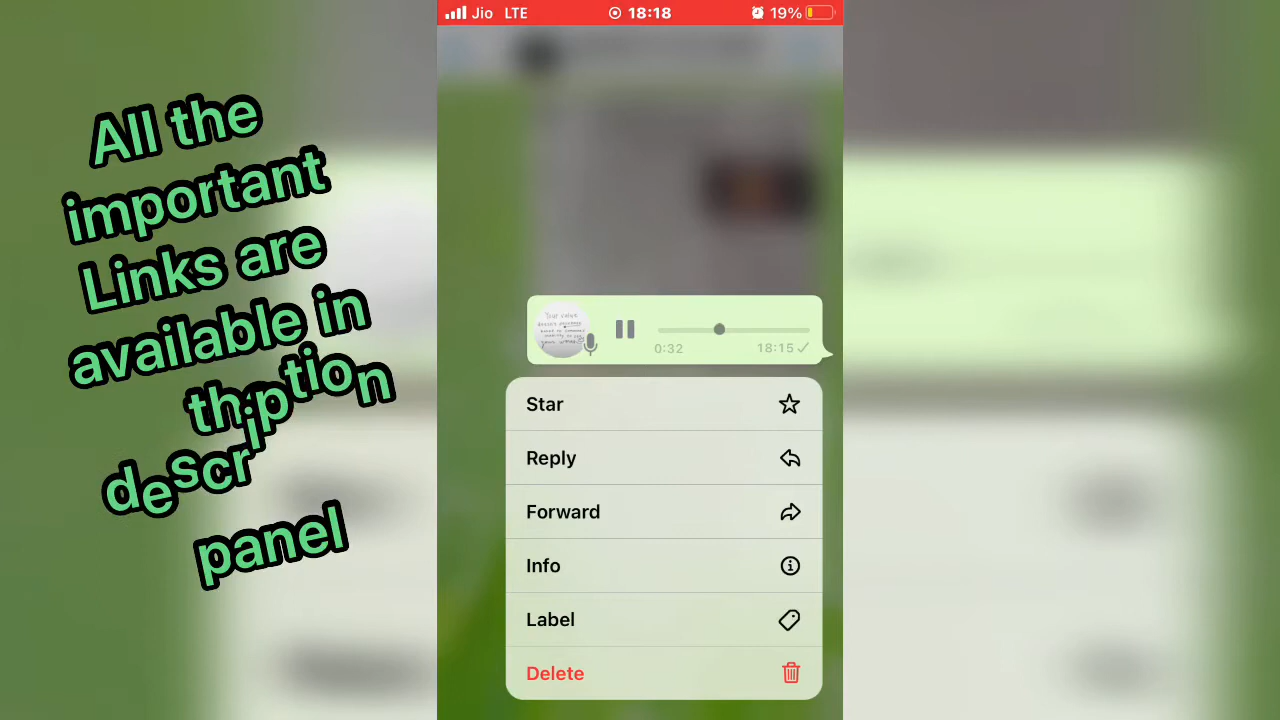 Jio LTE 18:18 19%
All the
important
Links are
available in
the
description
panel
0:32 18:15
Star
Reply
Forward
Info
Label
Delete